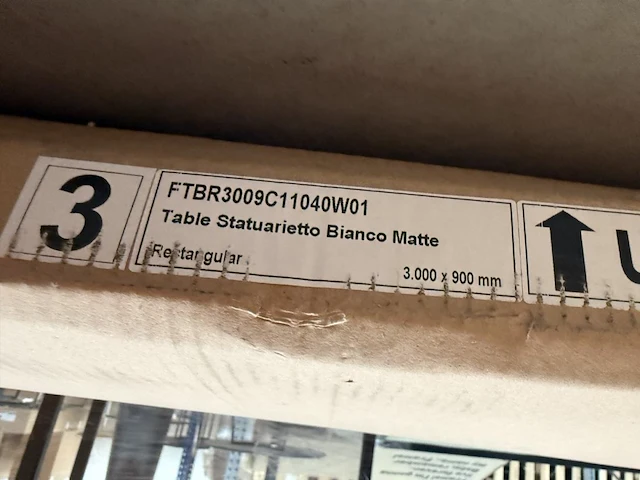 3
FTBR3009C11040W01
Table Statuarietto Bianco Matte
Rectangular
3.000 x 900 mm
U